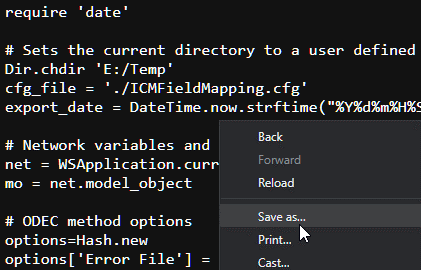 require 'date'
# Sets the current directory to a user defined
Dir.chdir 'E:/Temp'
cfg_file = './ICMFieldMapping.cfg'
export_date = DateTime.now.strftime("%Y%d%m%H%S
# Network variables and
net = WSApplication.curr
mo = net.model_object
# ODEC method options
options=Hash.new
options['Error File'] =
Back
Forward
Reload
Save as...
Print...
Cast...